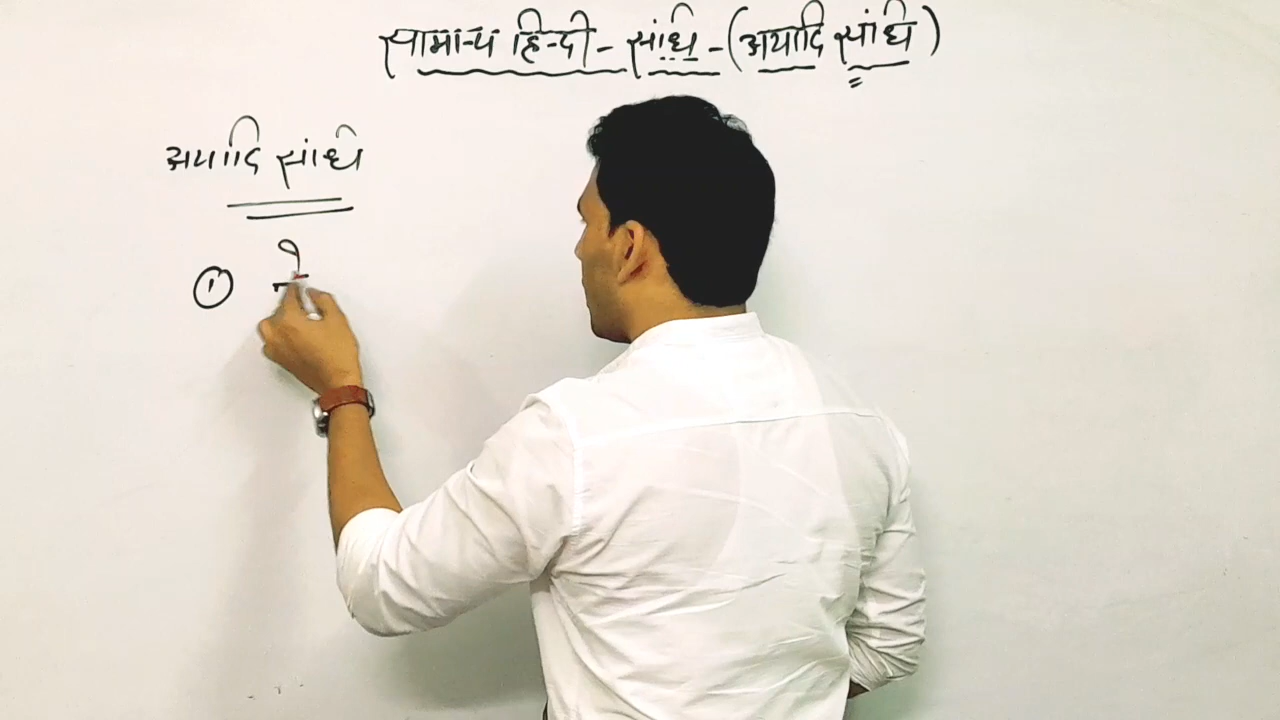 सामान्य हिन्दी - संधि - (अयादि संधि)
अयादि संधि
①